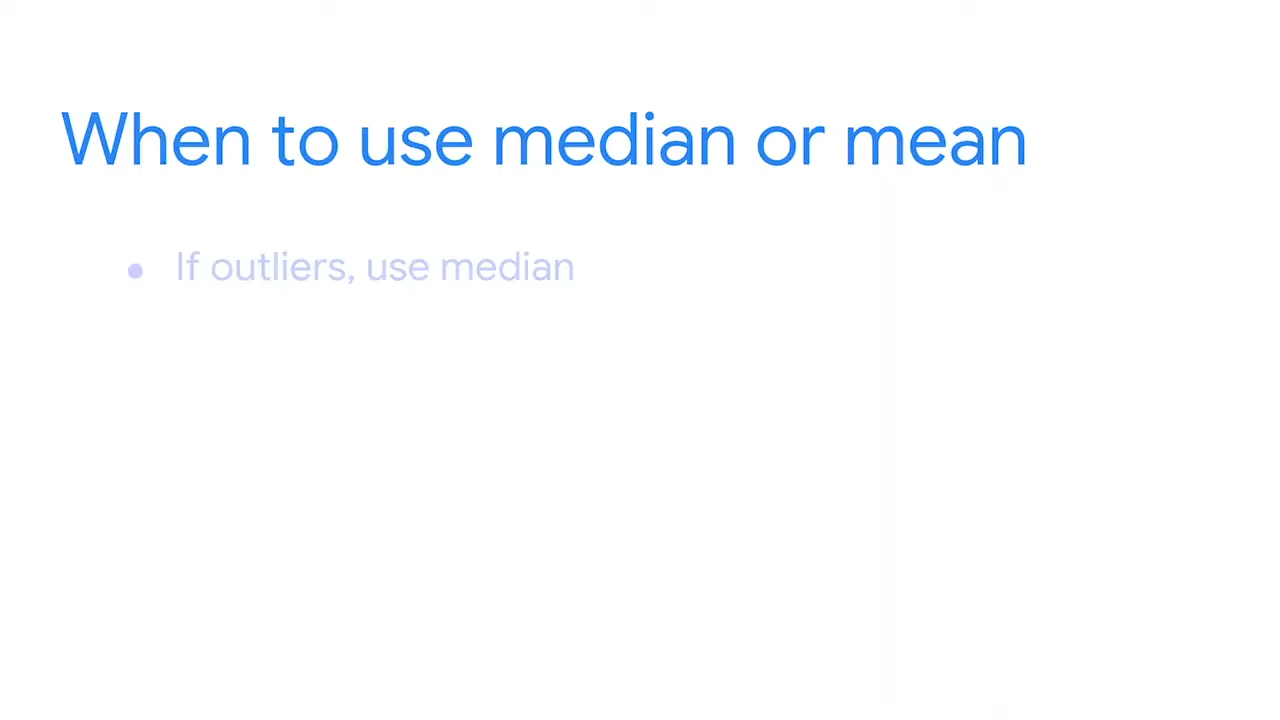 When to use median or mean
• If outliers, use median